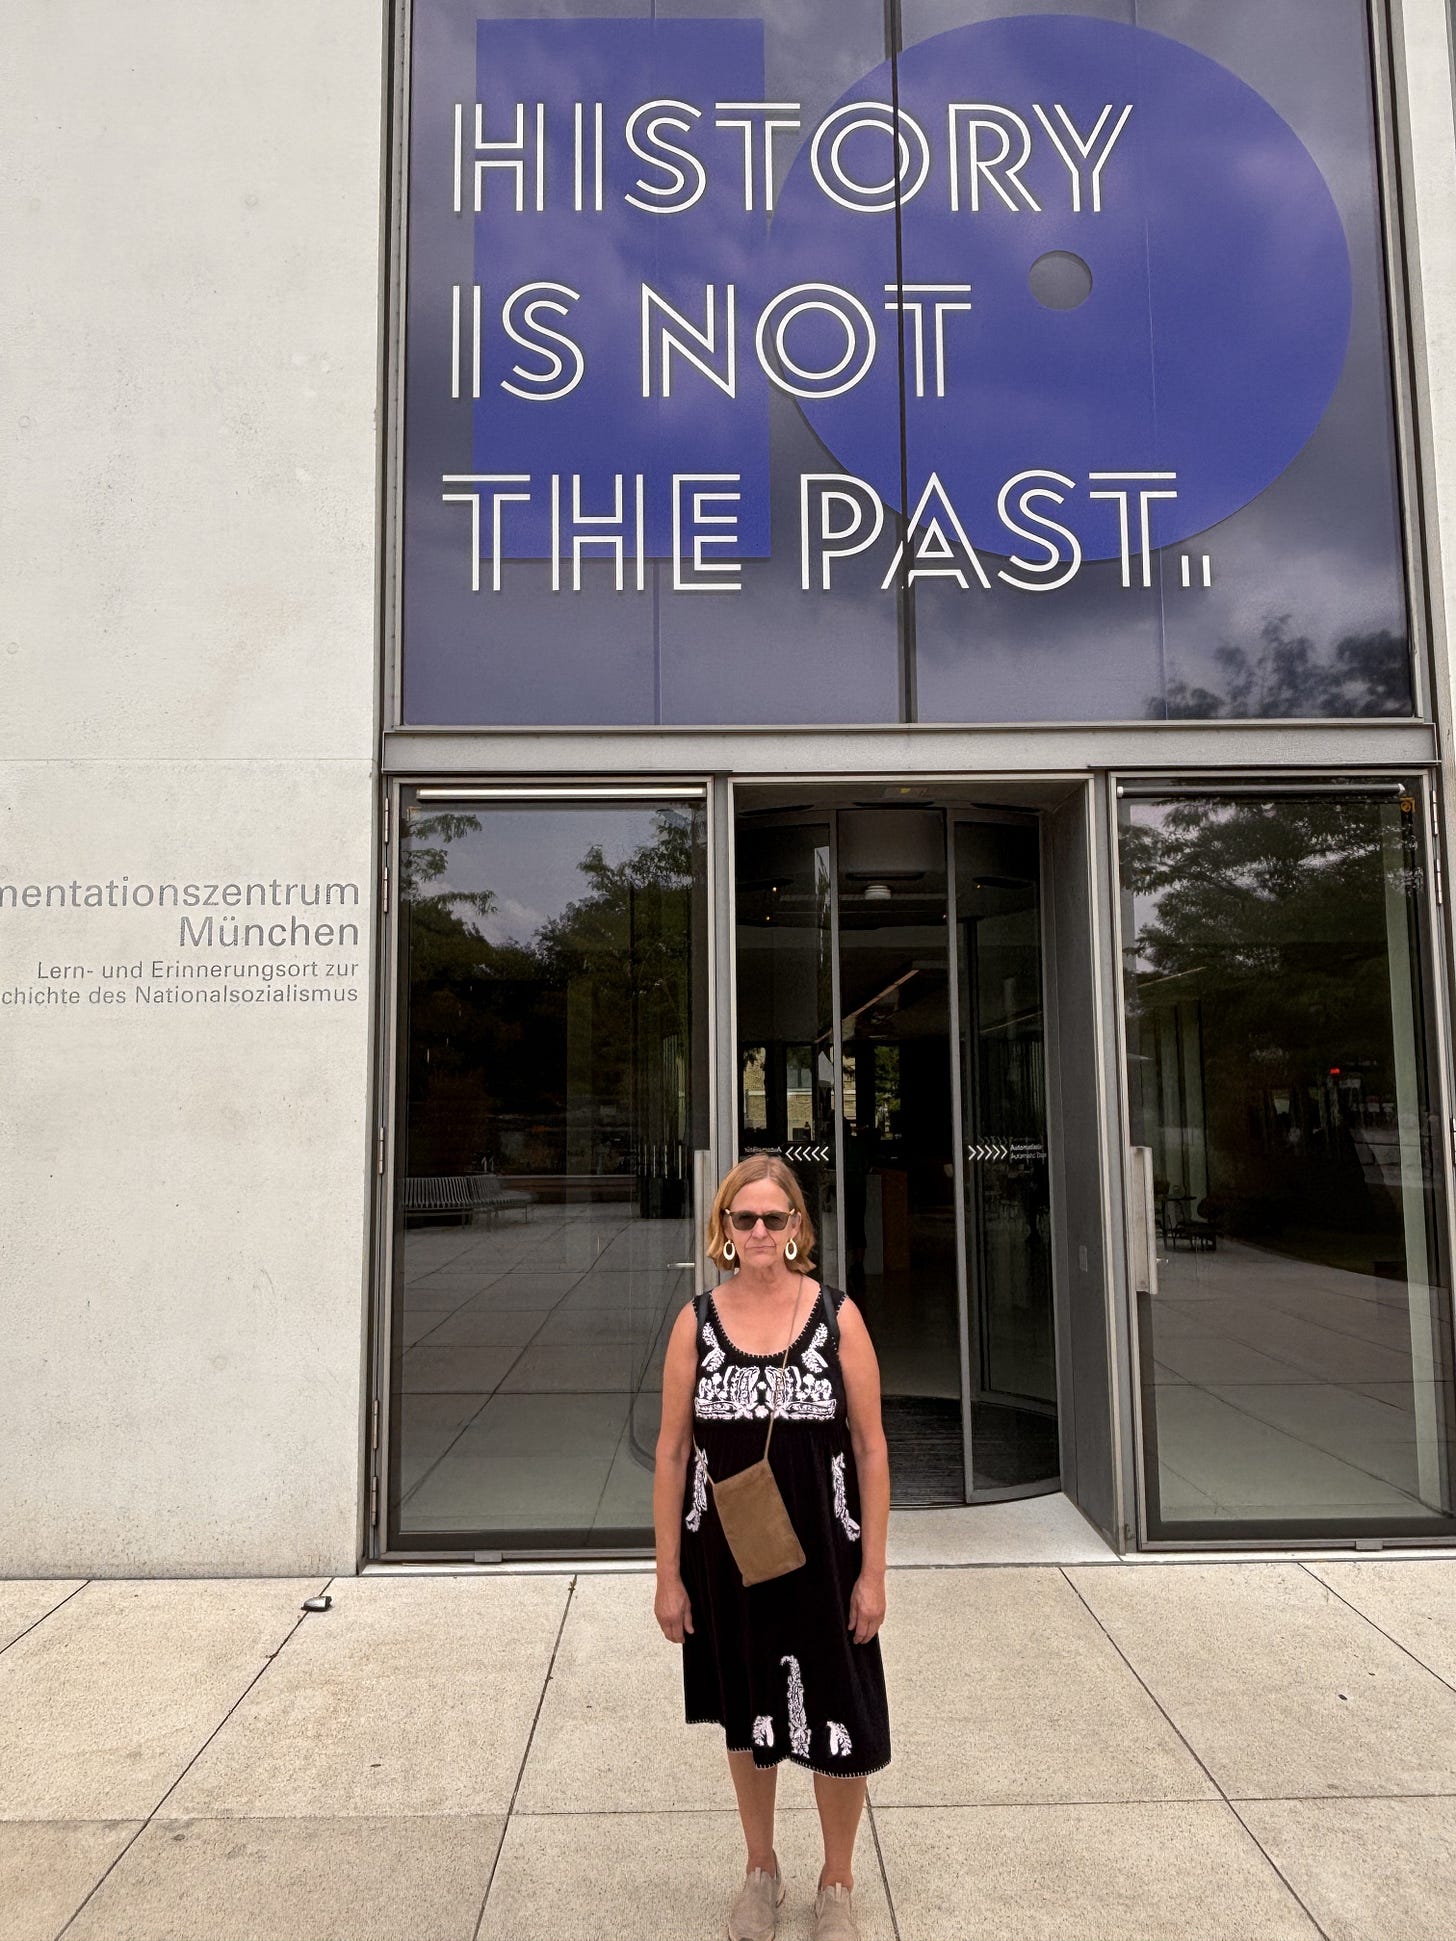 HISTORY
IS NOT
THE PAST..
mentationszentrum
München
Lern- und Erinnerungsort zur
chichte des Nationalsozialismus